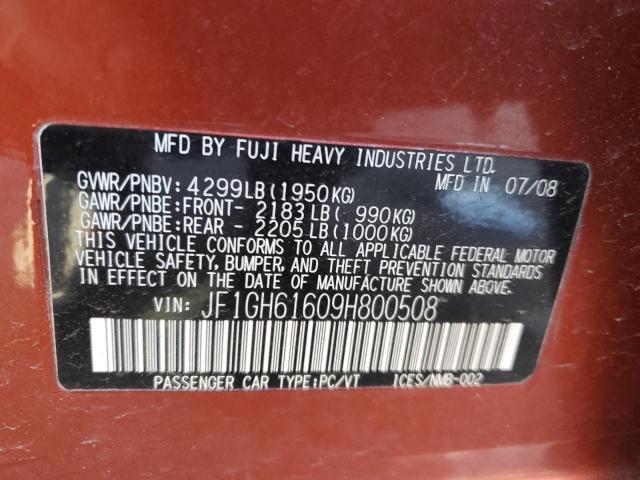 MFD BY FUJI HEAVY INDUSTRIES LTD.
GVWR/PNBV: 4299LB(1950KG) MFD IN 07/08
GAWR/PNBE:FRONT- 2183LB( 990KG)
GAWR/PNBE:REAR - 2205LB(1000KG)
THIS VEHICLE CONFORMS TO ALL APPLICABLE FEDERAL MOTOR
VEHICLE SAFETY, BUMPER, AND THEFT PREVENTION STANDARDS
IN EFFECT ON THE DATE OF MANUFACTURE SHOWN ABOVE.
VIN: JF1GH61609H800508
PASSENGER CAR TYPE:PC/VT ICES/NMB-002